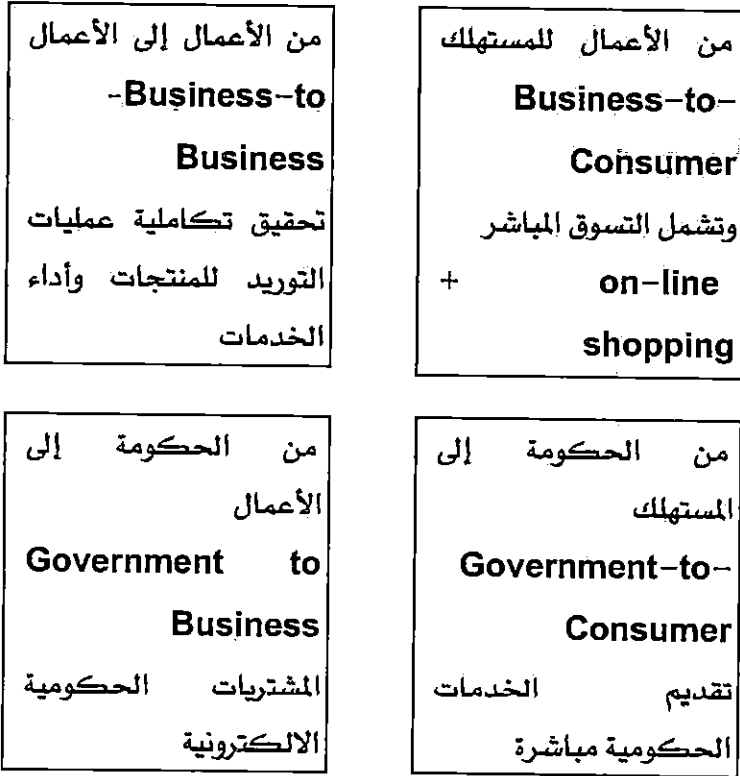 من الأعمال للمستهلك
Business-to-
Consumer
وتشمل التسوق المباشر
on-line +
shopping
من الأعمال إلى الأعمال
Business-to-
Business
تحقيق تكاملية عمليات
التوريد للمنتجات وأداء
الخدمات
من الحكومة إلى
المستهلك
Government-to-
Consumer
تقديم الخدمات
الحكومية مباشرة
من الحكومة إلى
الأعمال
Government to
Business
المشتريات الحكومية
الالكترونية